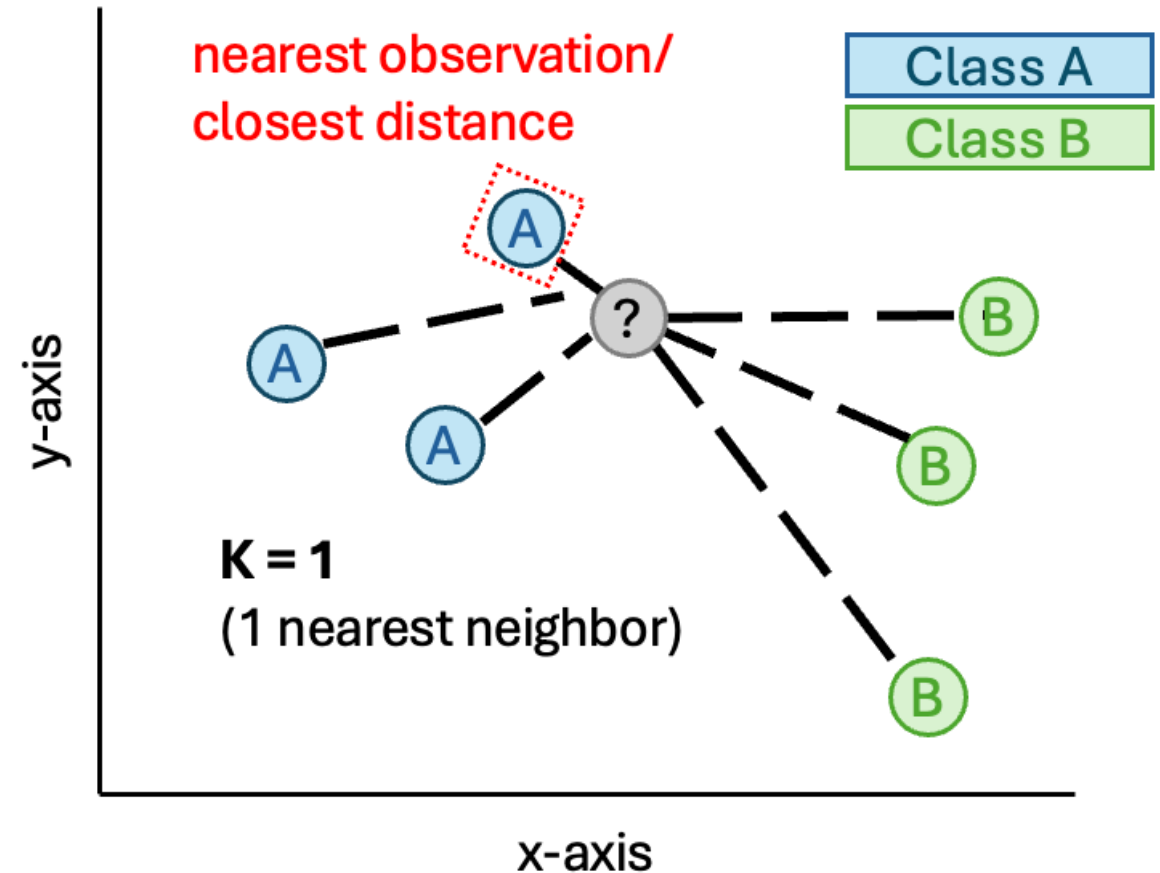 nearest observation/
closest distance
Class A
Class B
A
?
A
B
A
B
K = 1
(1 nearest neighbor)
B
y-axis
x-axis